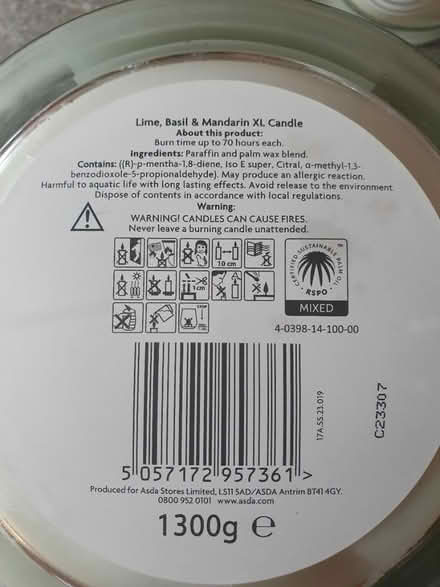 Lime, Basil & Mandarin XL Candle
About this product:
Burn time up to 70 hours each.
Ingredients: Paraffin and palm wax blend.
Contains: ((R)-p-mentha-1,8-diene, Iso E super, Citral, α-methyl-1,3-
benzodioxole-5-propionaldehyde). May produce an allergic reaction.
Harmful to aquatic life with long lasting effects. Avoid release to the environment
Dispose of contents in accordance with local regulations.
Warning:
WARNING! CANDLES CAN CAUSE FIRES.
Never leave a burning candle unattended.
10 cm
1 cm
CERTIFIED SUSTAINABLE PALM OIL
RSPO
MIXED
4-0398-14-100-00
17A.SS.23.019
C23307
5 057172 957361 >
Produced for Asda Stores Limited, LS11 5AD/ASDA Antrim BT41 4GY.
0800 952 0101 www.asda.com
1300g e